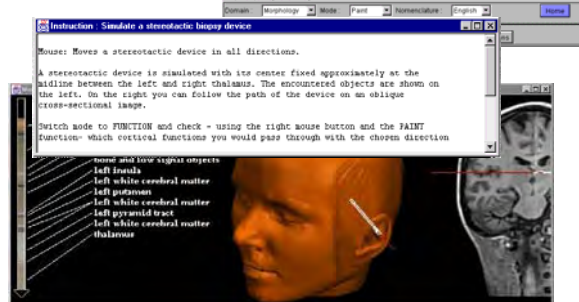 Domain : Morphology Mode : Paint Nomenclature : English Home
Instruction : Simulate a stereotactic biopsy device
Mouse: Moves a stereotactic device in all directions.
A stereotactic device is simulated with its center fixed approximately at the
midline between the left and right thalamus. The encountered objects are shown on
the left. On the right you can follow the path of the device on an oblique
cross-sectional image.
Switch mode to FUNCTION and check - using the right mouse button and the PAINT
function- which cortical functions you would pass through with the chosen direction
bone and low signal objects
left insula
left white cerebral matter
left putamen
left white cerebral matter
left pyramid tract
left white cerebral matter
thalamus